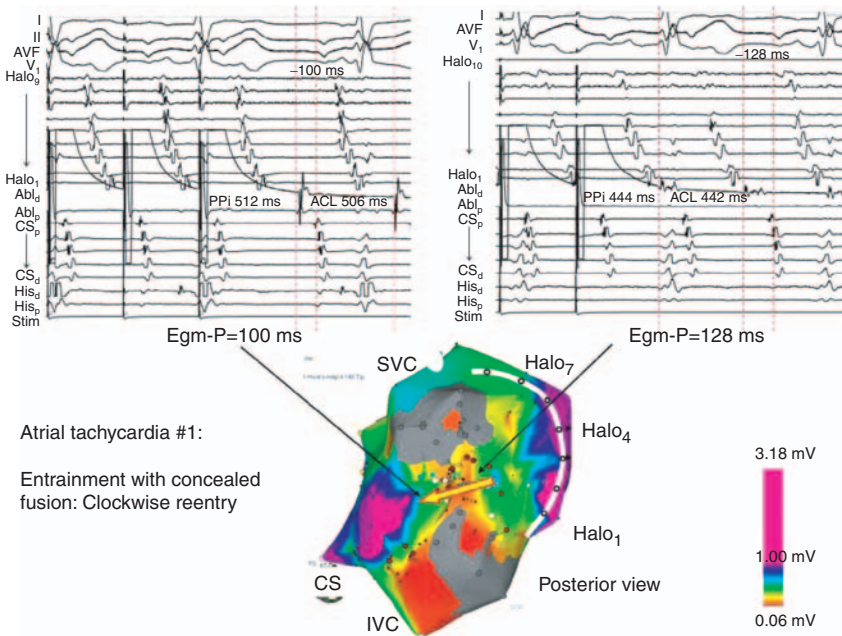 I
II
AVF
V1
Halo9
Halo1
Abld
Ablp
CSp
CSd
Hisd
Hisp
Stim
–100 ms
PPi 512 ms
ACL 506 ms
I
AVF
V1
Halo10
Halo1
Abld
Ablp
CSp
CSd
Hisd
Hisp
Stim
–128 ms
PPi 444 ms
ACL 442 ms
Egm-P=100 ms
Egm-P=128 ms
SVC
Halo7
Atrial tachycardia #1:
Halo4
3.18 mV
Entrainment with concealed
fusion: Clockwise reentry
Halo1
1.00 mV
CS
Posterior view
IVC
0.06 mV